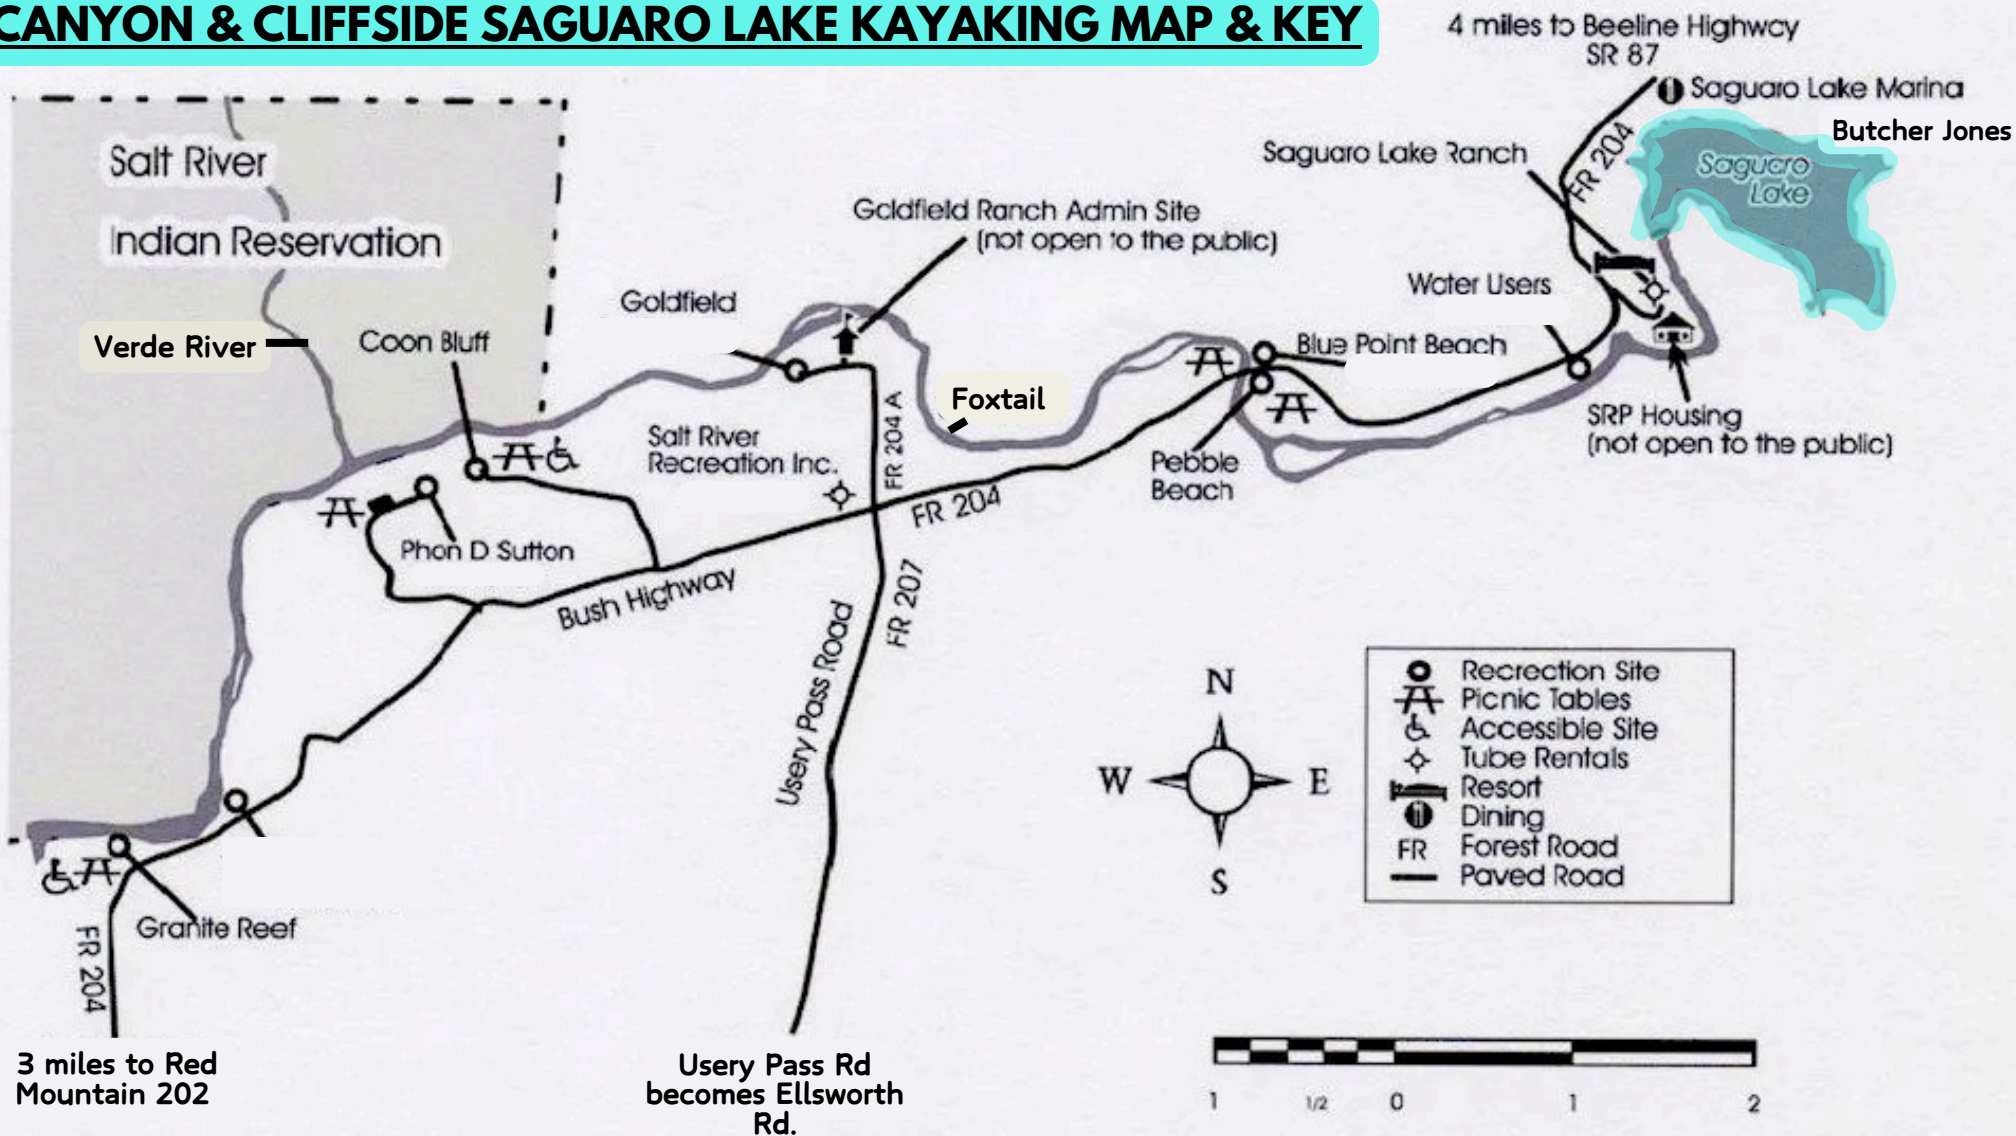 CANYON & CLIFFSIDE SAGUARO LAKE KAYAKING MAP & KEY
4 miles to Beeline Highway
SR 87
Saguaro Lake Marina
Butcher Jones
FR 204
Saguaro
Lake
Saguaro Lake Ranch
Salt River
Indian Reservation
Goldfield Ranch Admin Site
(not open to the public)
Goldfield
Water Users
Verde River
Coon Bluff
Blue Point Beach
Foxtail
SRP Housing
(not open to the public)
Salt River
Recreation Inc.
FR 204 A
Pebble
Beach
FR 204
Phon D Sutton
Bush Highway
FR 207
Usery Pass Road
N
W
E
S
Recrection Site
Picnic Tables
Accessible Site
Tube Rentals
Resort
Dining
FR Forest Road
Paved Road
Granite Reef
FR 204
3 miles to Red
Mountain 202
Usery Pass Rd
becomes Ellsworth
Rd.
1 1/2 0 1 2